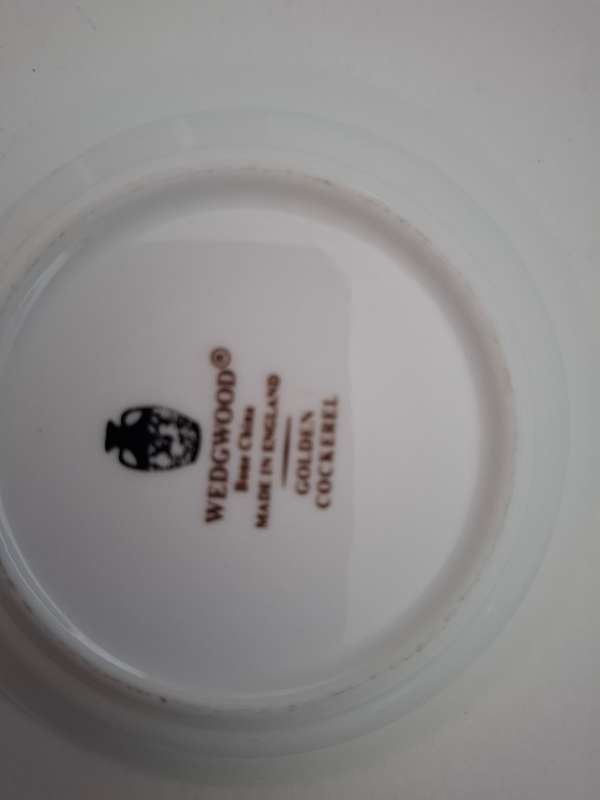 WEDGWOOD®
Bone China
MADE IN ENGLAND
GOLDEN
COCKEREL